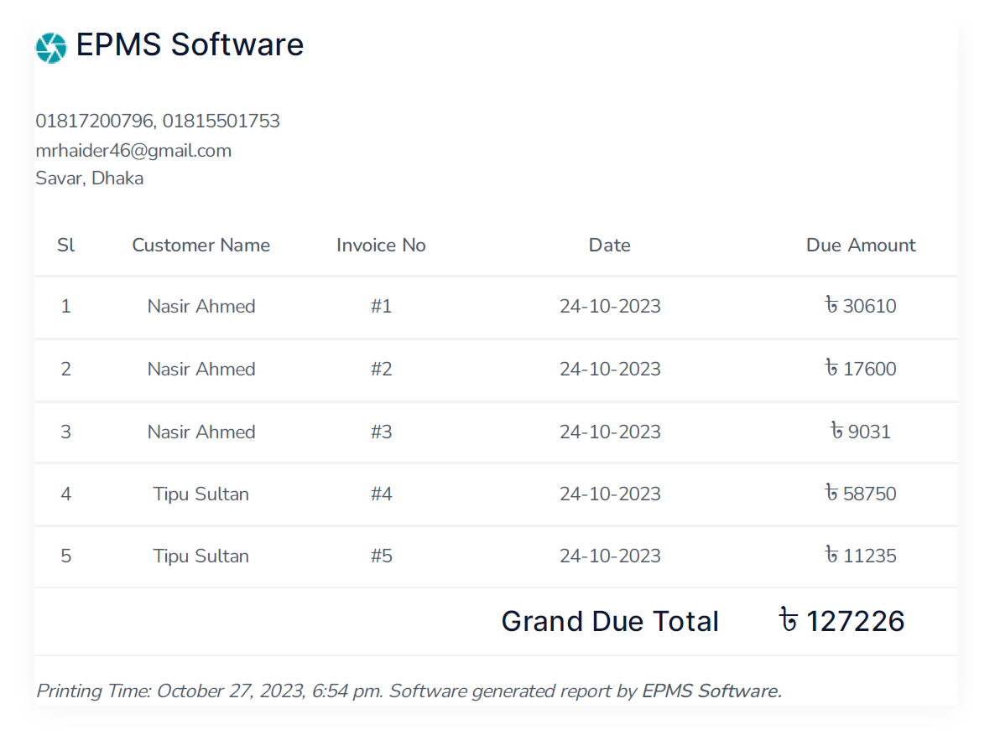 EPMS Software
01817200796, 01815501753
mrhaider46@gmail.com
Savar, Dhaka
Sl Customer Name Invoice No Date Due Amount
1 Nasir Ahmed #1 24-10-2023 ৳ 30610
2 Nasir Ahmed #2 24-10-2023 ৳ 17600
3 Nasir Ahmed #3 24-10-2023 ৳ 9031
4 Tipu Sultan #4 24-10-2023 ৳ 58750
5 Tipu Sultan #5 24-10-2023 ৳ 11235
Grand Due Total ৳ 127226
Printing Time: October 27, 2023, 6:54 pm. Software generated report by EPMS Software.